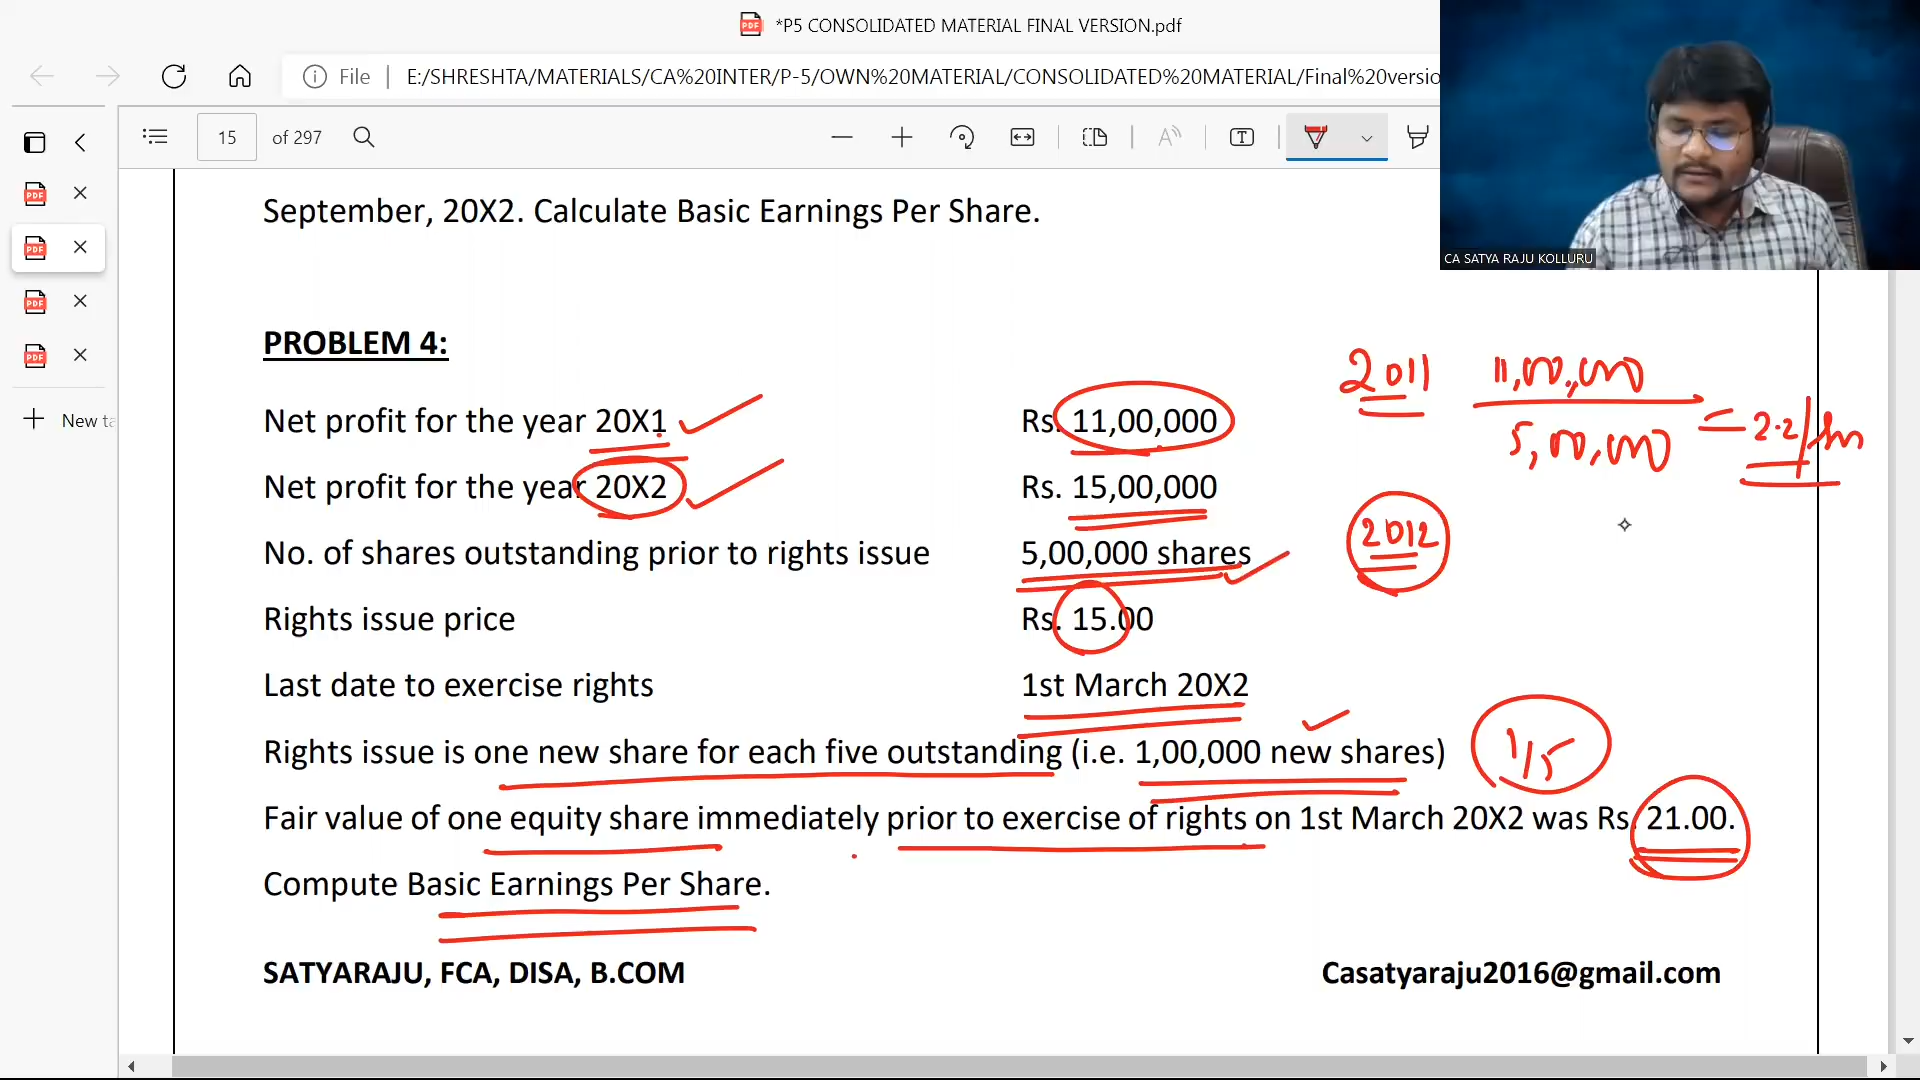 *P5 CONSOLIDATED MATERIAL FINAL VERSION.pdf
File
E:/SHRESHTA/MATERIALS/CA%20INTER/P-5/OWN%20MATERIAL/CONSOLIDATED%20MATERIAL/Final%20versio
15 of 297
CA SATYA RAJU KOLLURU
New ta
September, 20X2. Calculate Basic Earnings Per Share.
PROBLEM 4:
Net profit for the year 20X1 Rs. 11,00,000
Net profit for the year 20X2 Rs. 15,00,000
No. of shares outstanding prior to rights issue 5,00,000 shares
Rights issue price Rs. 15.00
Last date to exercise rights 1st March 20X2
Rights issue is one new share for each five outstanding (i.e. 1,00,000 new shares)
Fair value of one equity share immediately prior to exercise of rights on 1st March 20X2 was Rs. 21.00.
Compute Basic Earnings Per Share.
2011 11,00,000
5,00,000
= 2.2/
2012
1/5
SATYARAJU, FCA, DISA, B.COM Casatyaraju2016@gmail.com